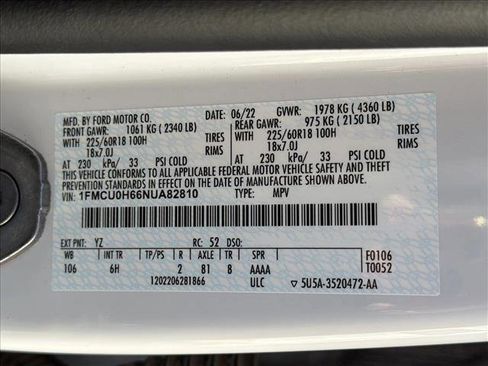 MFD. BY FORD MOTOR CO.
DATE: 06/22 GVWR: 1978 KG ( 4360 LB)
FRONT GAWR: 1061 KG ( 2340 LB) REAR GAWR: 975 KG ( 2150 LB)
225/60R18 100H TIRES 225/60R18 100H TIRES
18x7.0J RIMS 18x7.0J RIMS
AT 230 kPa/ 33 PSI COLD AT 230 kPa/ 33 PSI COLD
THIS VEHICLE CONFORMS TO ALL APPLICABLE FEDERAL MOTOR VEHICLE SAFETY AND THEFT
PREVENTION STANDARDS IN EFFECT ON THE DATE OF MANUFACTURE SHOWN ABOVE.
VIN: 1FMCU0H66NUA82810 TYPE: MPV
EXT PNT: YZ RC: 52 DSO:
WB INT TR TP/PS R AXLE TR SPR F0106
106 6H 2 81 8 AAAA T0052
1202206281866 ULC 5U5A-3520472-AA